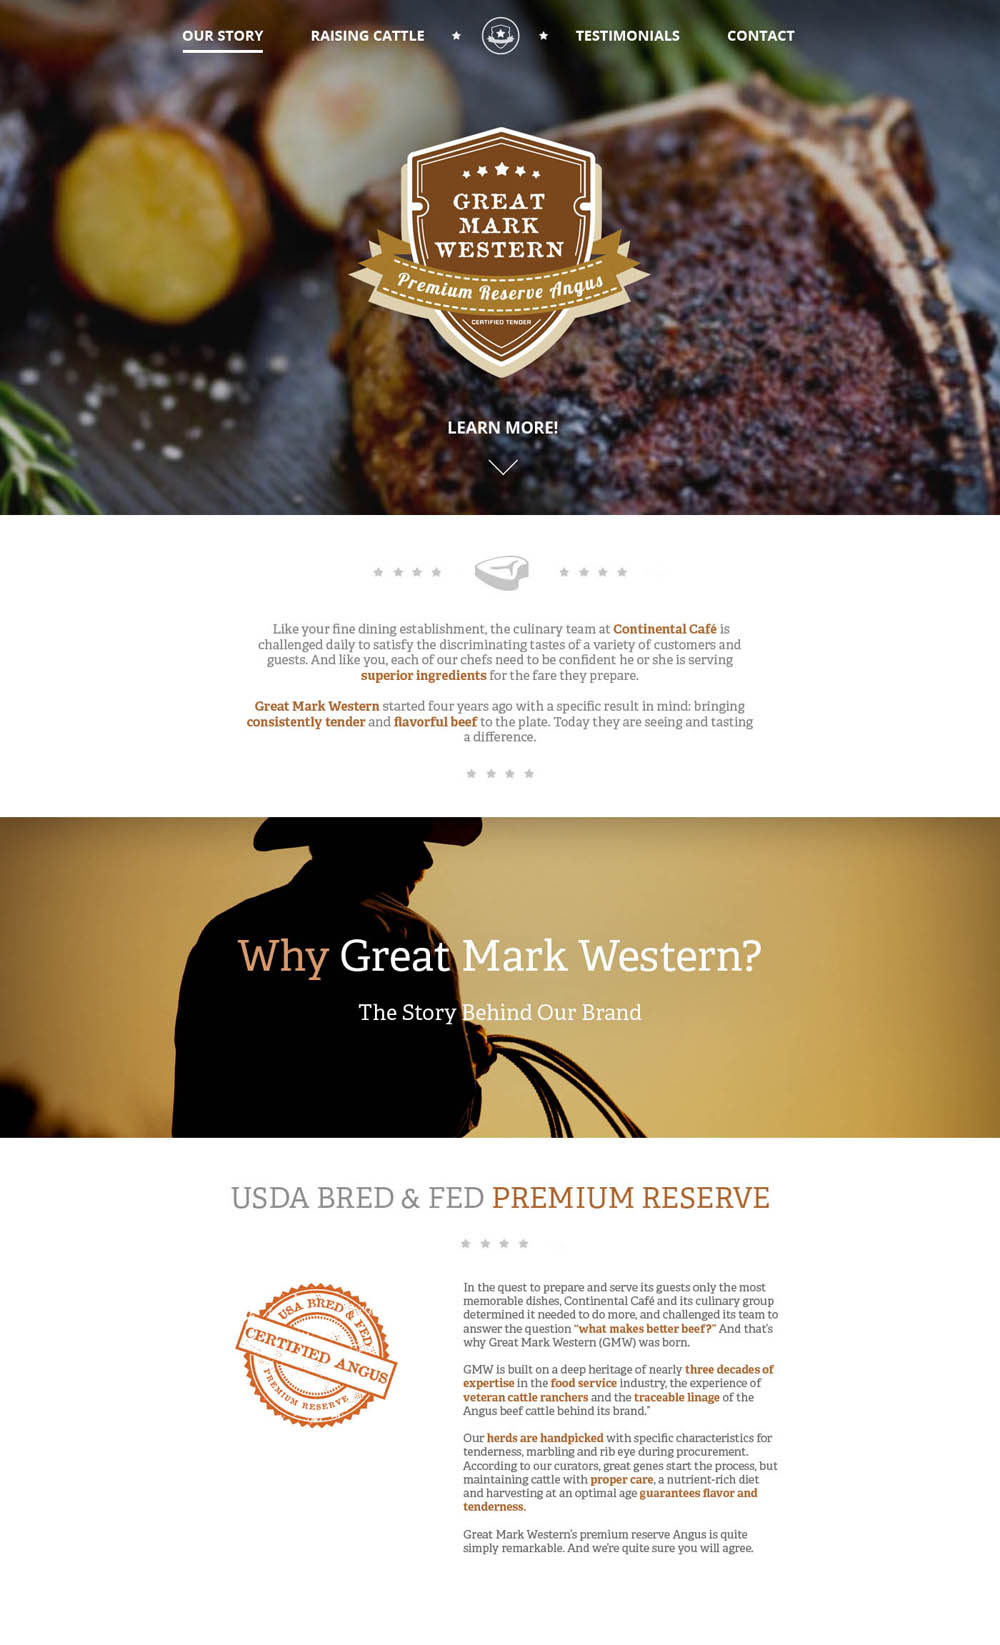 OUR STORY RAISING CATTLE TESTIMONIALS CONTACT
GREAT
MARK
WESTERN
Premium Reserve Angus
CERTIFIED TENDER
LEARN MORE!
Like your fine dining establishment, the culinary team at Continental Café is
challenged daily to satisfy the discriminating tastes of a variety of customers and
guests. And like you, each of our chefs need to be confident he or she is serving
superior ingredients for the fare they prepare.
Great Mark Western started four years ago with a specific result in mind: bringing
consistently tender and flavorful beef to the plate. Today they are seeing and tasting
a difference.
Why Great Mark Western?
The Story Behind Our Brand
USDA BRED & FED PREMIUM RESERVE
USA BRED & FED
CERTIFIED ANGUS
PREMIUM RESERVE
In the quest to prepare and serve its guests only the most
memorable dishes, Continental Café and its culinary group
determined it needed to do more, and challenged its team to
answer the question "what makes better beef?" And that's
why Great Mark Western (GMW) was born.
GMW is built on a deep heritage of nearly three decades of
expertise in the food service industry, the experience of
veteran cattle ranchers and the traceable linage of the
Angus beef cattle behind its brand."
Our herds are handpicked with specific characteristics for
tenderness, marbling and rib eye during procurement.
According to our curators, great genes start the process, but
maintaining cattle with proper care, a nutrient-rich diet
and harvesting at an optimal age guarantees flavor and
tenderness.
Great Mark Western's premium reserve Angus is quite
simply remarkable. And we're quite sure you will agree.